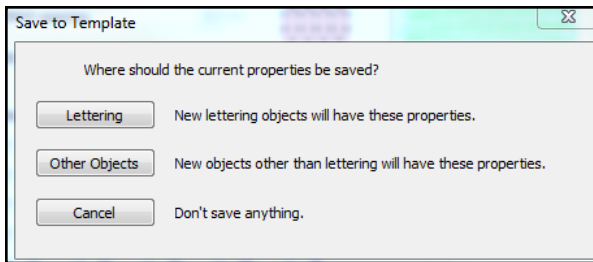 Save to Template
Where should the current properties be saved?
Lettering New lettering objects will have these properties.
Other Objects New objects other than lettering will have these properties.
Cancel Don't save anything.